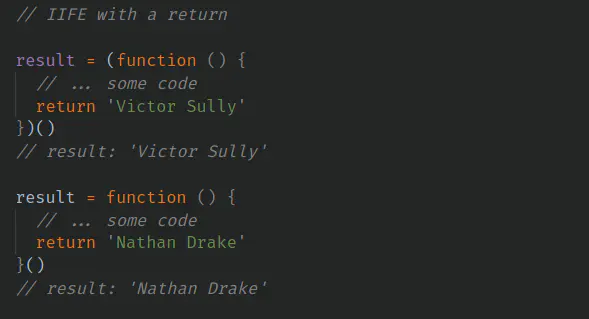 // IIFE with a return
result = (function () {
// ... some code
return 'Victor Sully'
})()
// result: 'Victor Sully'
result = function () {
// ... some code
return 'Nathan Drake'
}()
// result: 'Nathan Drake'